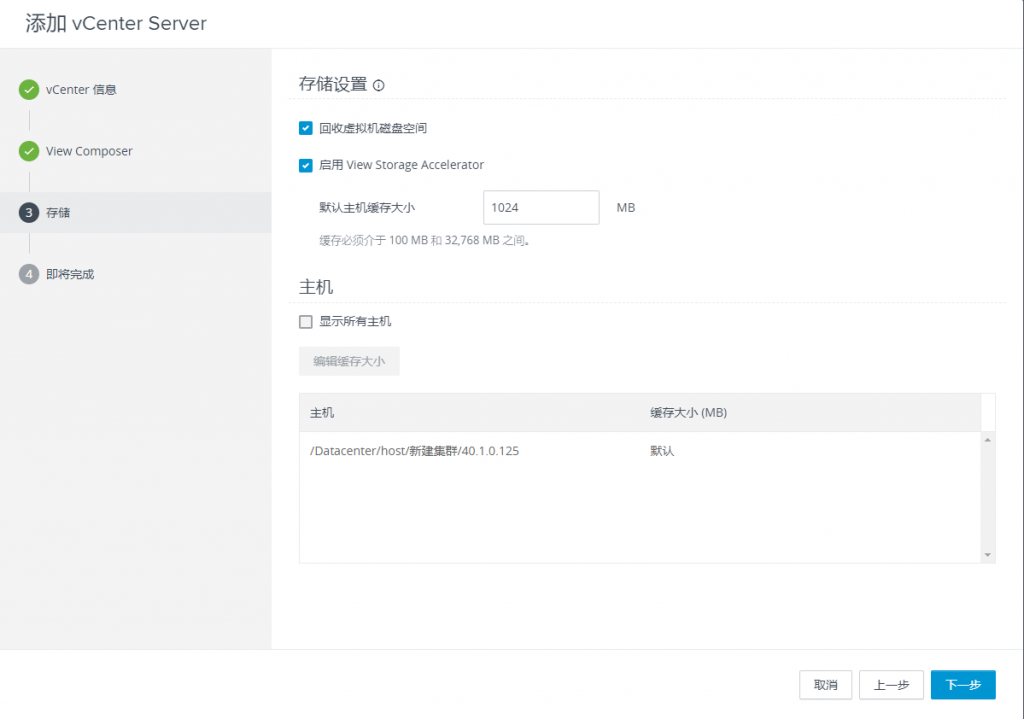 添加 vCenter Server
vCenter 信息
View Composer
3 存储
4 即将完成
存储设置
回收虚拟机磁盘空间
启用 View Storage Accelerator
默认主机缓存大小 1024 MB
缓存必须介于 100 MB 和 32,768 MB 之间。
主机
显示所有主机
编辑缓存大小
主机 缓存大小 (MB)
/Datacenter/host/新建集群/40.1.0.125 默认
取消 上一步 下一步